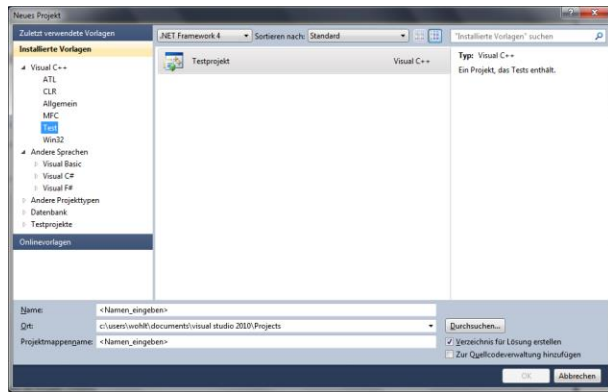 Neues Projekt
Zuletzt verwendete Vorlagen
.NET Framework 4
Sortieren nach: Standard
"Installierte Vorlagen" suchen
Installierte Vorlagen
Visual C++
ATL
CLR
Allgemein
MFC
Test
Win32
Andere Sprachen
Visual Basic
Visual C#
Visual F#
Andere Projekttypen
Datenbank
Testprojekte
Onlinevorlagen
Testprojekt Visual C++
Typ: Visual C++
Ein Projekt, das Tests enthält.
Name: <Namen_eingeben>
Ort: c:\users\wohlt\documents\visual studio 2010\Projects
Durchsuchen...
Projektmappenname: <Namen_eingeben>
Verzeichnis für Lösung erstellen
Zur Quellcodeverwaltung hinzufügen
OK Abbrechen